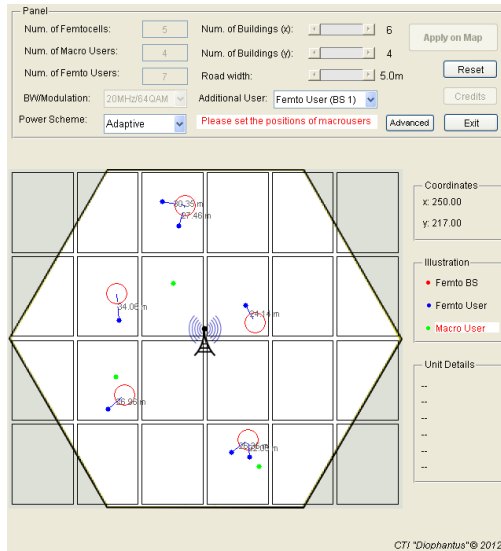 Panel
Num. of Femtocells: 5 Num. of Buildings (x): 6 Apply on Map
Num. of Macro Users: 4 Num. of Buildings (y): 4
Num. of Femto Users: 7 Road width: 5.0m Reset
BW/Modulation: 20MHz/64QAM Additional User: Femto User (BS 1) Credits
Power Scheme: Adaptive Please set the positions of macrousers Advanced Exit
Coordinates
x: 250.00
y: 217.00
Illustration
Femto BS
Femto User
Macro User
Unit Details
--
--
--
--
--
--
27.46 m
34.06 m
24.14 m
CTI "Diophantus"© 2012